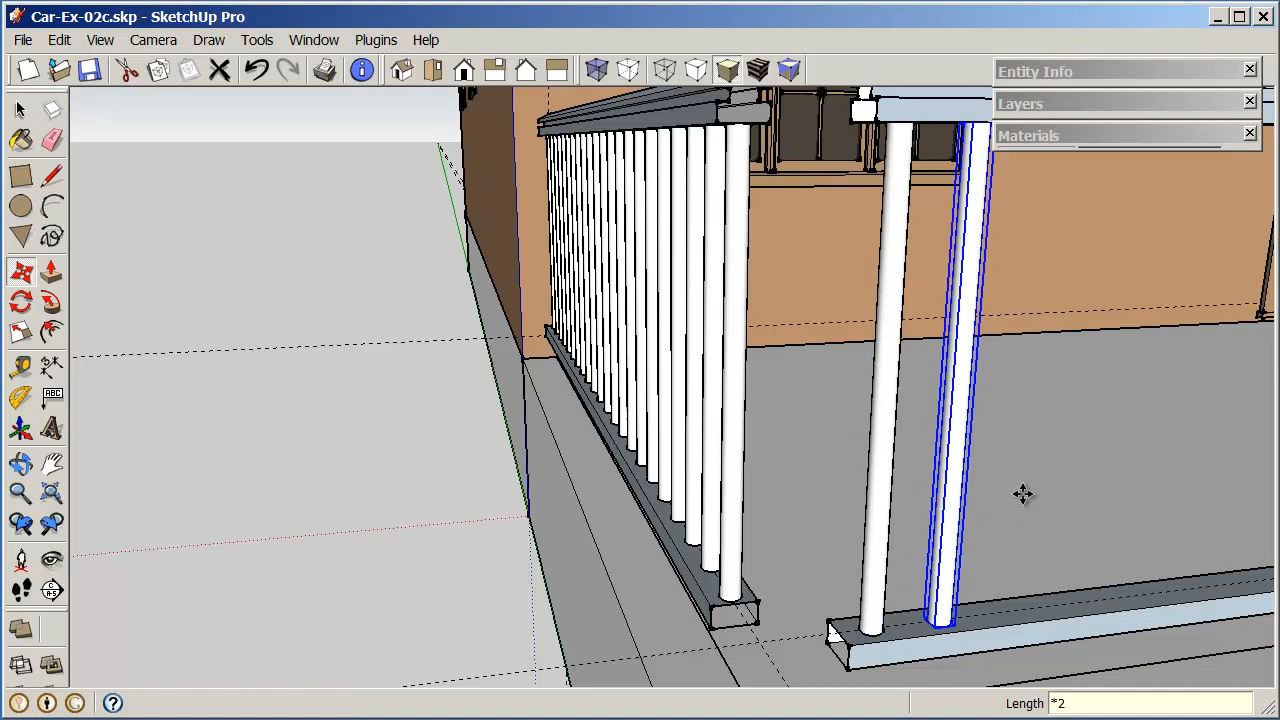 Car-Ex-02c.skp - SketchUp Pro
File Edit View Camera Draw Tools Window Plugins Help
Entity Info
Layers
Materials
ABC
Length *2